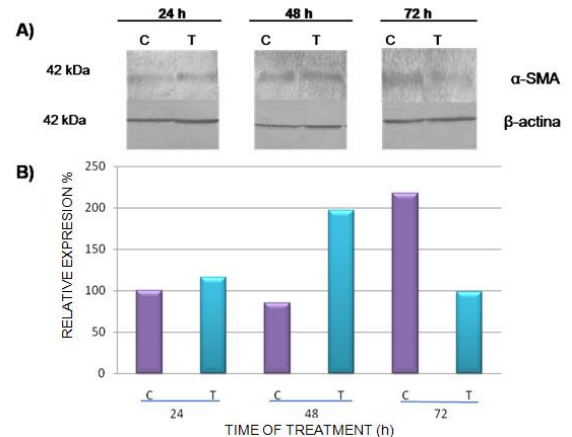 24 h 48 h 72 h
A)
C T C T C T
42 kDa α-SMA
42 kDa β-actina
B)
250
200
150
100
50
0
RELATIVE EXPRESION %
C T C T C T
24 48 72
TIME OF TREATMENT (h)